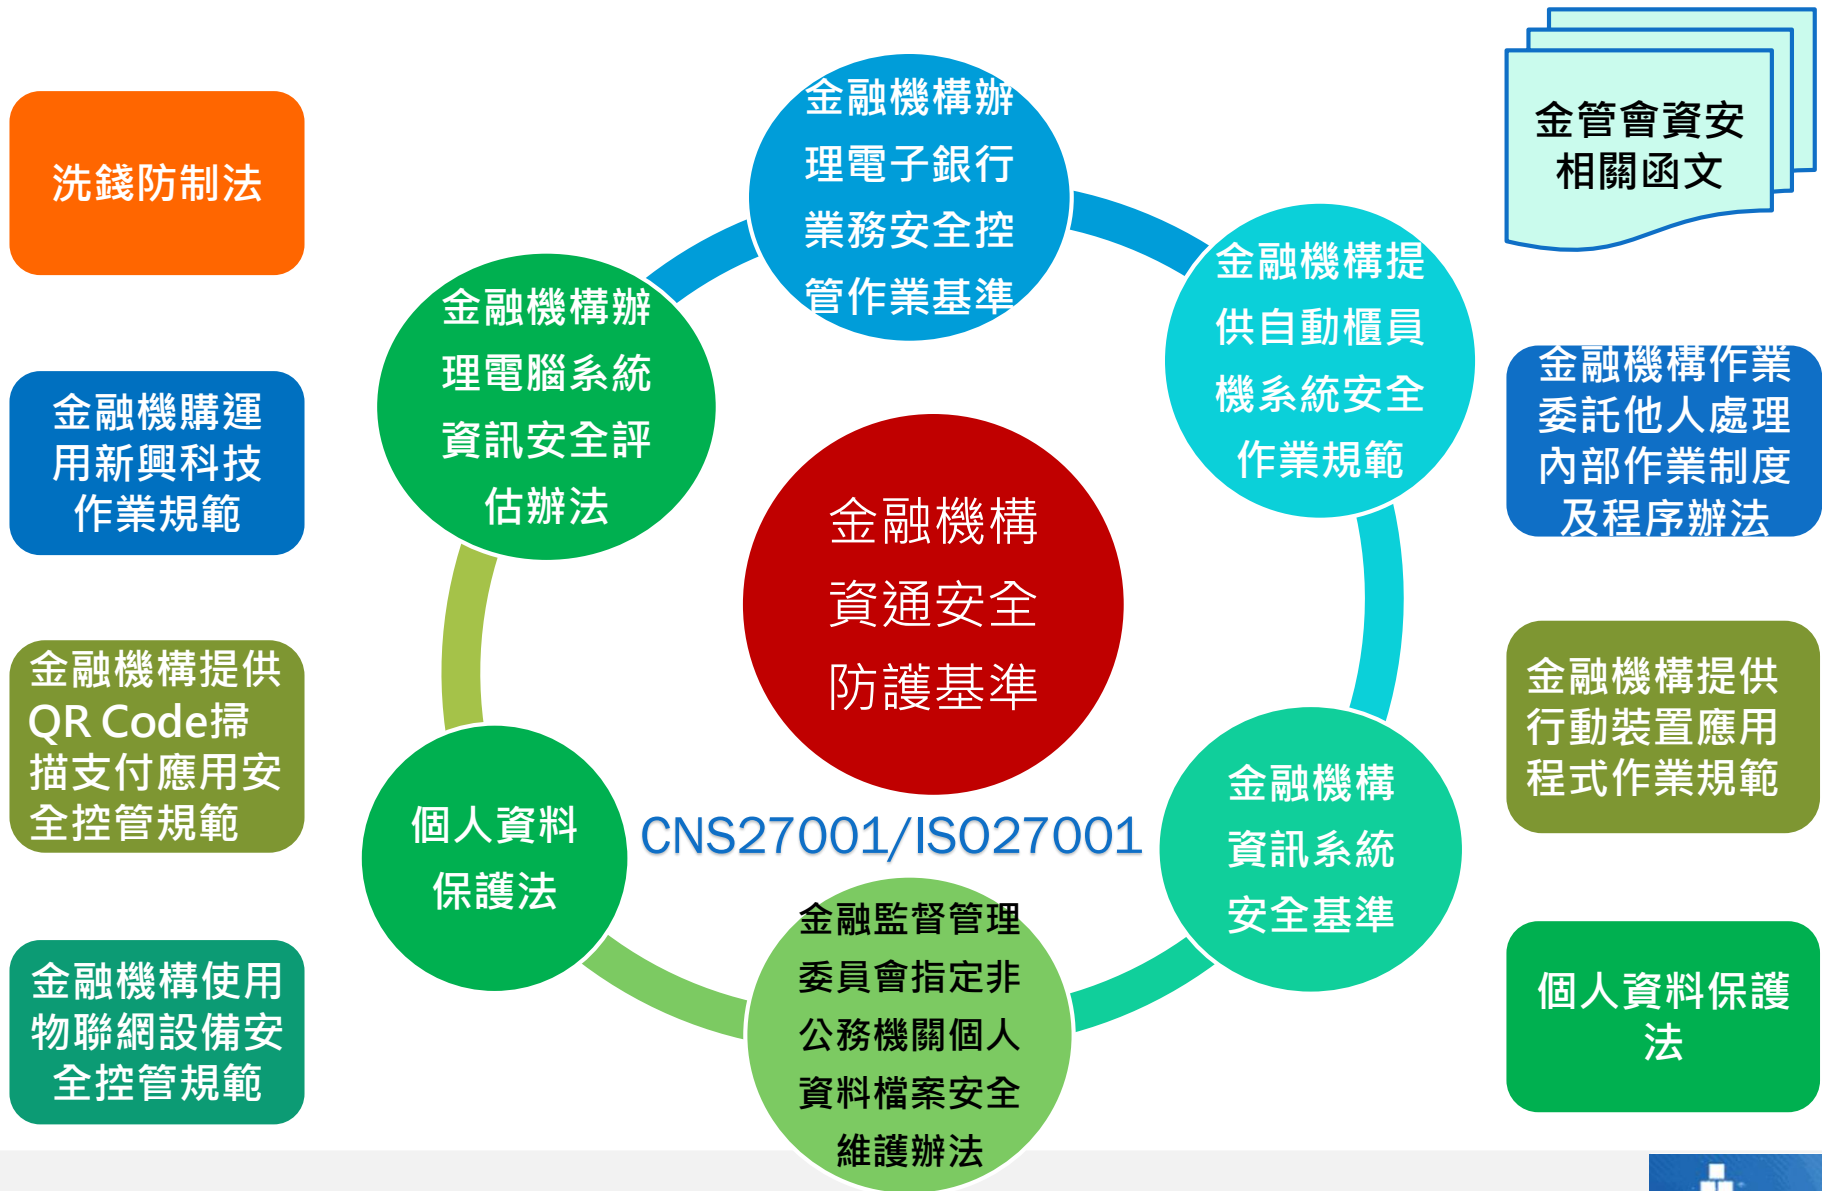 洗錢防制法
金融機購運
用新興科技
作業規範
金融機構提供
QR Code掃
描支付應用安
全控管規範
金融機構使用
物聯網設備安
全控管規範
金融機構辦
理電子銀行
業務安全控
管作業基準
金融機構提
供自動櫃員
機系統安全
作業規範
金融機構
資訊系統
安全基準
金融監督管理
委員會指定非
公務機關個人
資料檔案安全
維護辦法
個人資料
保護法
金融機構辦
理電腦系統
資訊安全評
估辦法
金融機構
資通安全
防護基準
CNS27001/ISO27001
金管會資安
相關函文
金融機構作業
委託他人處理
內部作業制度
及程序辦法
金融機構提供
行動裝置應用
程式作業規範
個人資料保護
法